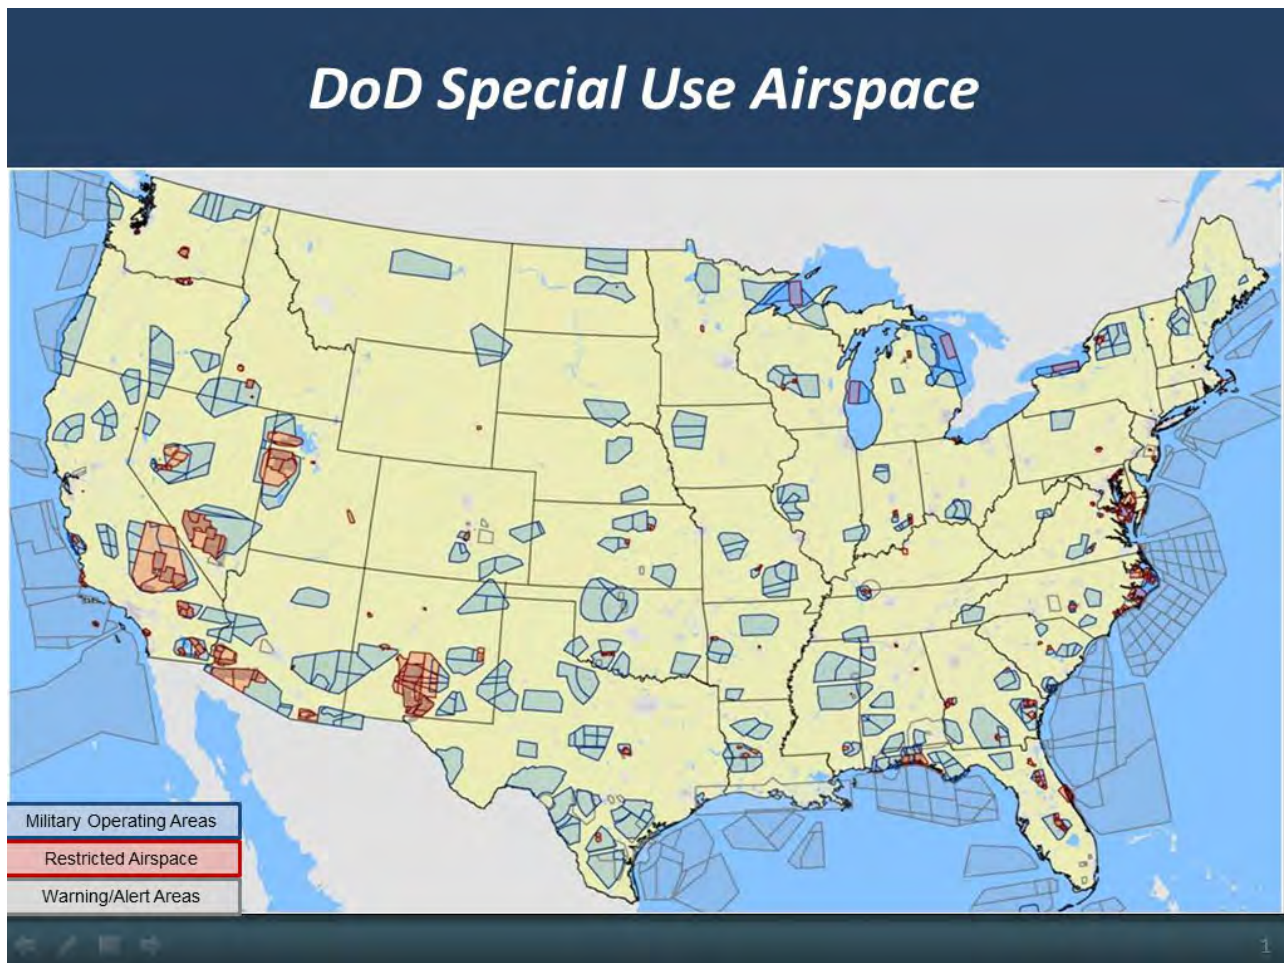 DoD Special Use Airspace
Military Operating Areas
Restricted Airspace
Warning/Alert Areas
1